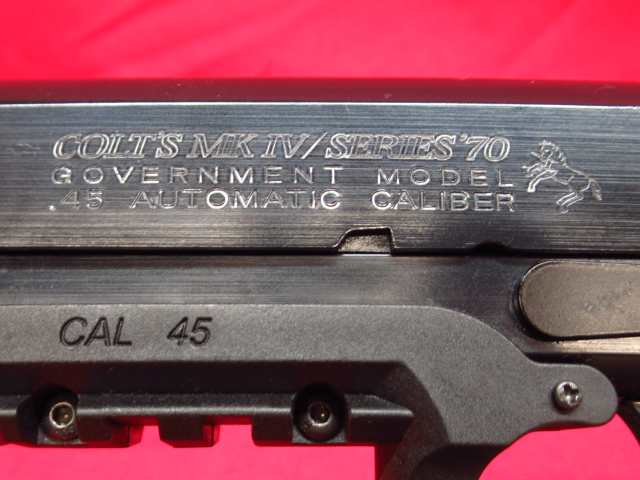 COLT'S MK IV/SERIES '70
GOVERNMENT MODEL
.45 AUTOMATIC CALIBER
CAL 45